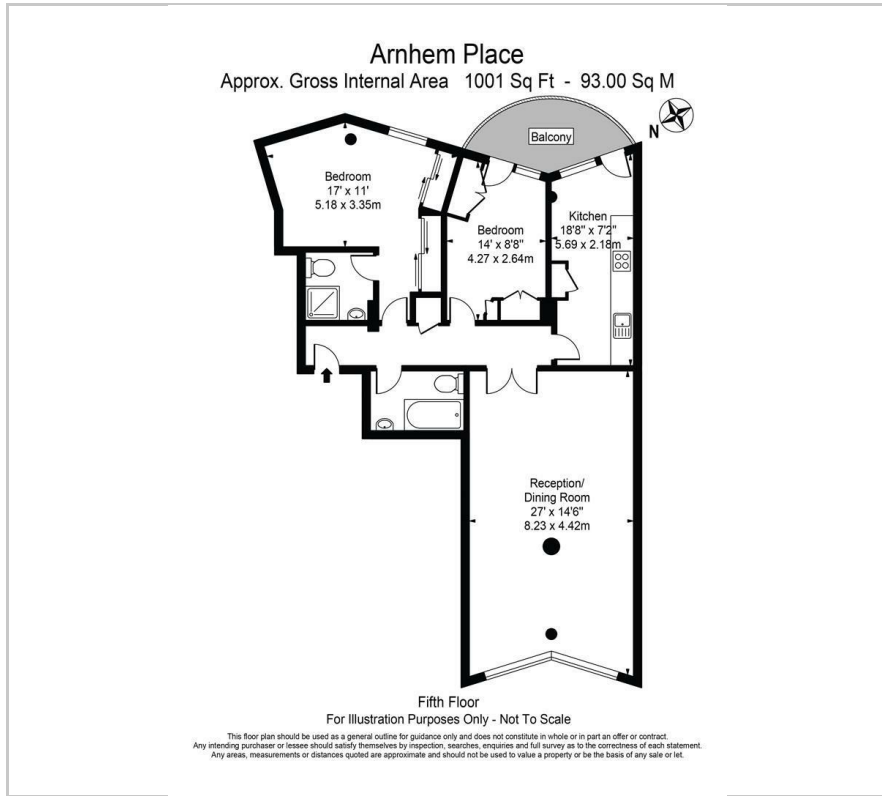 Arnhem Place
Approx. Gross Internal Area 1001 Sq Ft - 93.00 Sq M
Balcony
N
Bedroom
17' x 11'
5.18 x 3.35m
Bedroom
14' x 8'8"
4.27 x 2.64m
Kitchen
18'8" x 7'2"
5.69 x 2.18m
Reception/
Dining Room
27' x 14'6"
8.23 x 4.42m
Fifth Floor
For Illustration Purposes Only - Not To Scale
This floor plan should be used as a general outline for guidance only and does not constitute in whole or in part an offer or contract.
Any intending purchaser or lessee should satisfy themselves by inspection, searches, enquiries and full survey as to the correctness of each statement.
Any areas, measurements or distances quoted are approximate and should not be used to value a property or be the basis of any sale or let.